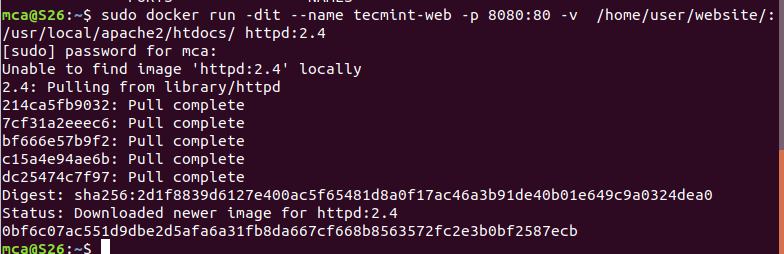 mca@S26:~$ sudo docker run -dit --name tecmint-web -p 8080:80 -v  /home/user/website/:
/usr/local/apache2/htdocs/ httpd:2.4
[sudo] password for mca:
Unable to find image 'httpd:2.4' locally
2.4: Pulling from library/httpd
214ca5fb9032: Pull complete
7cf31a2eeec6: Pull complete
bf666e57b9f2: Pull complete
c15a4e94ae6b: Pull complete
dc25474c7f97: Pull complete
Digest: sha256:2d1f8839d6127e400ac5f65481d8a0f17ac46a3b91de40b01e649c9a0324dea0
Status: Downloaded newer image for httpd:2.4
0bf6c07ac551d9dbe2d5afa6a31fb8da667cf668b8563572fc2e3b0bf2587ecb
mca@S26:~$